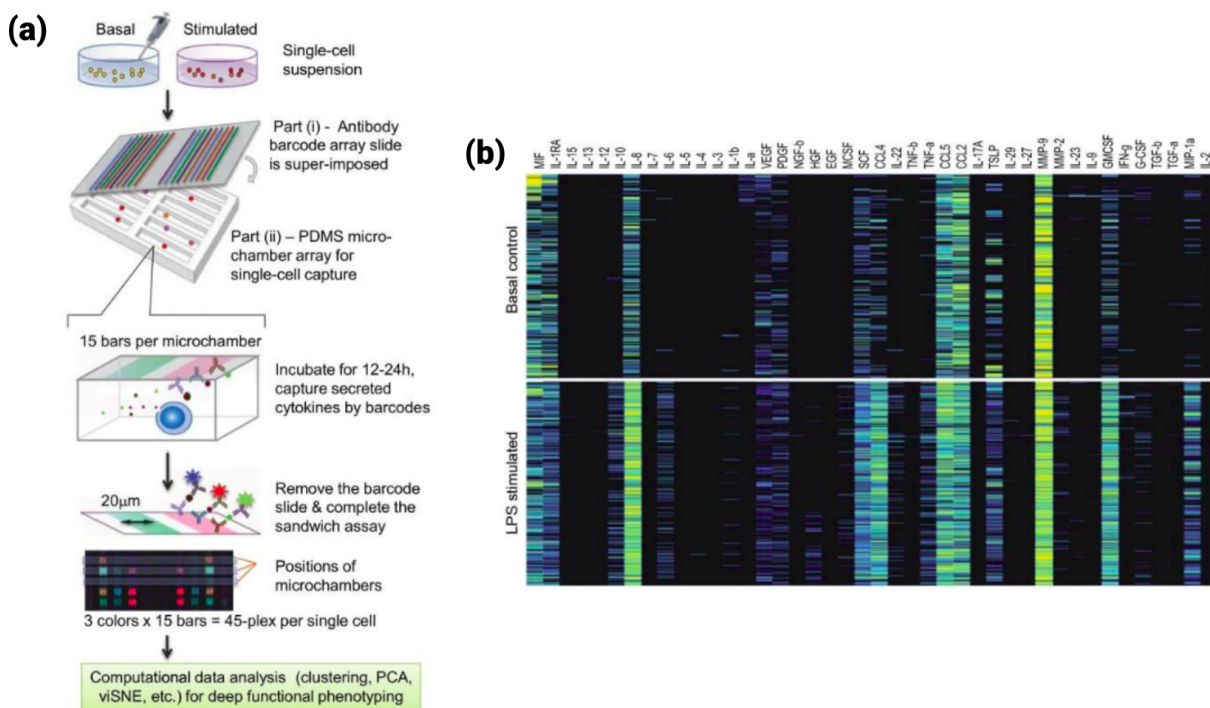 (a)
Basal
Stimulated
Single-cell
suspension
Part (i) - Antibody
barcode array slide
is super-imposed
Part (ii) – PDMS micro-
chamber array for
single-cell capture
15 bars per microchamber
Incubate for 12-24h,
capture secreted
cytokines by barcodes
20μm
Remove the barcode
slide & complete the
sandwich assay
Positions of
microchambers
3 colors x 15 bars = 45-plex per single cell
Computational data analysis (clustering, PCA,
viSNE, etc.) for deep functional phenotyping
(b)
MIF
IL-1RA
IL-15
IL-13
IL-12
IL-10
IL-8
IL-7
IL-6
IL-5
IL-4
IL-3
IL-1b
IL-a
VEGF
PDGF
NGF-b
HGF
EGF
MCSF
SCF
CCL4
IL-22
TNF-b
TNF-a
CCL5
CCL2
IL-17A
TSLP
IL-29
IL-27
MMP-9
MMP-2
IL-23
IL-9
GMCSF
IFN-g
G-CSF
TGF-b
TGF-a
MIP-1a
IL-2
Basal control
LPS stimulated